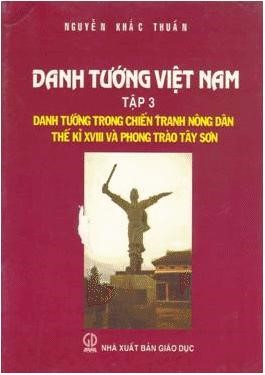 NGUYỄN KHẮC THUẦN
DANH TƯỚNG VIỆT NAM
TẬP 3
DANH TƯỚNG TRONG CHIẾN TRANH NÔNG DÂN
THẾ KỈ XVIII VÀ PHONG TRÀO TÂY SƠN
NHÀ XUẤT BẢN GIÁO DỤC